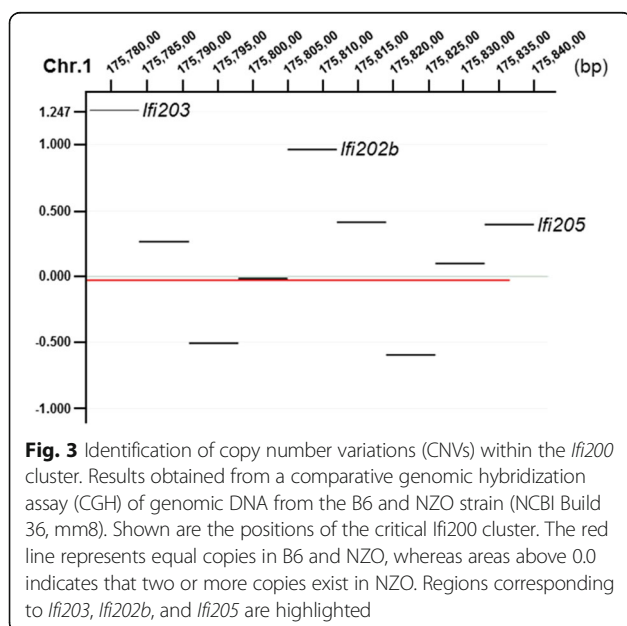 Chr.1 175,780,00 175,785,00 175,790,00 175,795,00 175,800,00 175,805,00 175,810,00 175,815,00 175,820,00 175,825,00 175,830,00 175,835,00 175,840,00 (bp)
1.247 Ifi203
1.000 Ifi202b
0.500 Ifi205
0.000
-0.500
-1.000
Fig. 3 Identification of copy number variations (CNVs) within the Ifi200
cluster. Results obtained from a comparative genomic hybridization
assay (CGH) of genomic DNA from the B6 and NZO strain (NCBI Build
36, mm8). Shown are the positions of the critical Ifi200 cluster. The red
line represents equal copies in B6 and NZO, whereas areas above 0.0
indicates that two or more copies exist in NZO. Regions corresponding
to Ifi203, Ifi202b, and Ifi205 are highlighted